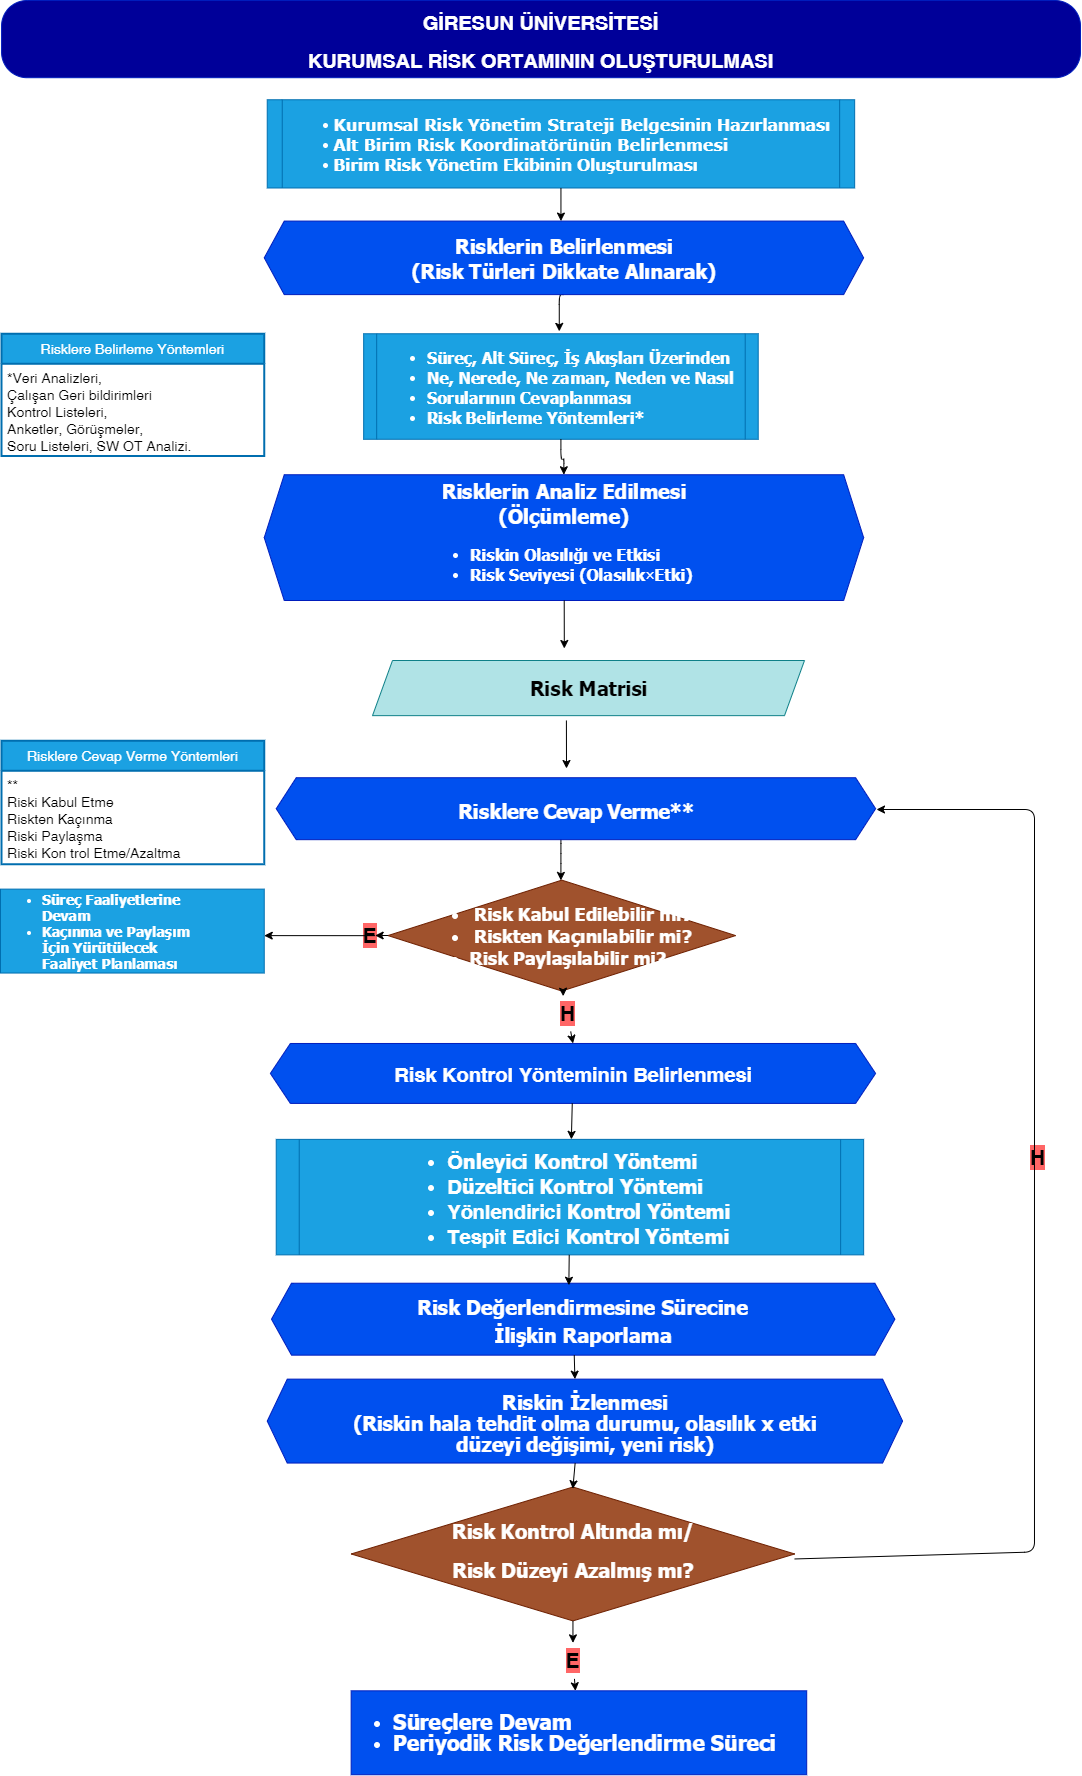 GİRESUN ÜNİVERSİTESİ
KURUMSAL RİSK ORTAMININ OLUŞTURULMASI
• Kurumsal Risk Yönetim Strateji Belgesinin Hazırlanması
• Alt Birim Risk Koordinatörünün Belirlenmesi
• Birim Risk Yönetim Ekibinin Oluşturulması
Risklerin Belirlenmesi
(Risk Türleri Dikkate Alınarak)
Risklere Belirleme Yöntemleri
*Veri Analizleri,
Çalışan Geri bildirimleri
Kontrol Listeleri,
Anketler, Görüşmeler,
Soru Listeleri, SW OT Analizi.
• Süreç, Alt Süreç, İş Akışları Üzerinden
• Ne, Nerede, Ne zaman, Neden ve Nasıl
• Sorularının Cevaplanması
• Risk Belirleme Yöntemleri*
Risklerin Analiz Edilmesi
(Ölçümleme)
• Riskin Olasılığı ve Etkisi
• Risk Seviyesi (Olasılık×Etki)
Risk Matrisi
Risklere Cevap Verme Yöntemleri
**
Riski Kabul Etme
Riskten Kaçınma
Riski Paylaşma
Riski Kon trol Etme/Azaltma
Risklere Cevap Verme**
• Süreç Faaliyetlerine
Devam
• Kaçınma ve Paylaşım
İçin Yürütülecek
Faaliyet Planlaması
E
• Risk Kabul Edilebilir mi?
• Riskten Kaçınılabilir mi?
• Risk Paylaşılabilir mi?
H
Risk Kontrol Yönteminin Belirlenmesi
• Önleyici Kontrol Yöntemi
• Düzeltici Kontrol Yöntemi
• Yönlendirici Kontrol Yöntemi
• Tespit Edici Kontrol Yöntemi
H
Risk Değerlendirmesine Sürecine
İlişkin Raporlama
Riskin İzlenmesi
(Riskin hala tehdit olma durumu, olasılık x etki
düzeyi değişimi, yeni risk)
Risk Kontrol Altında mı/
Risk Düzeyi Azalmış mı?
E
• Süreçlere Devam
• Periyodik Risk Değerlendirme Süreci